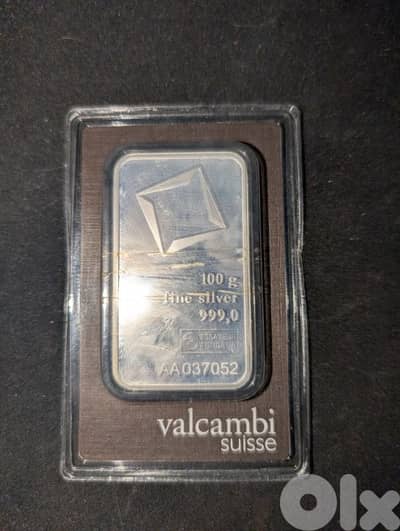 100 g
fine silver
999,0
AA037052
valcambi
suisse
OLX